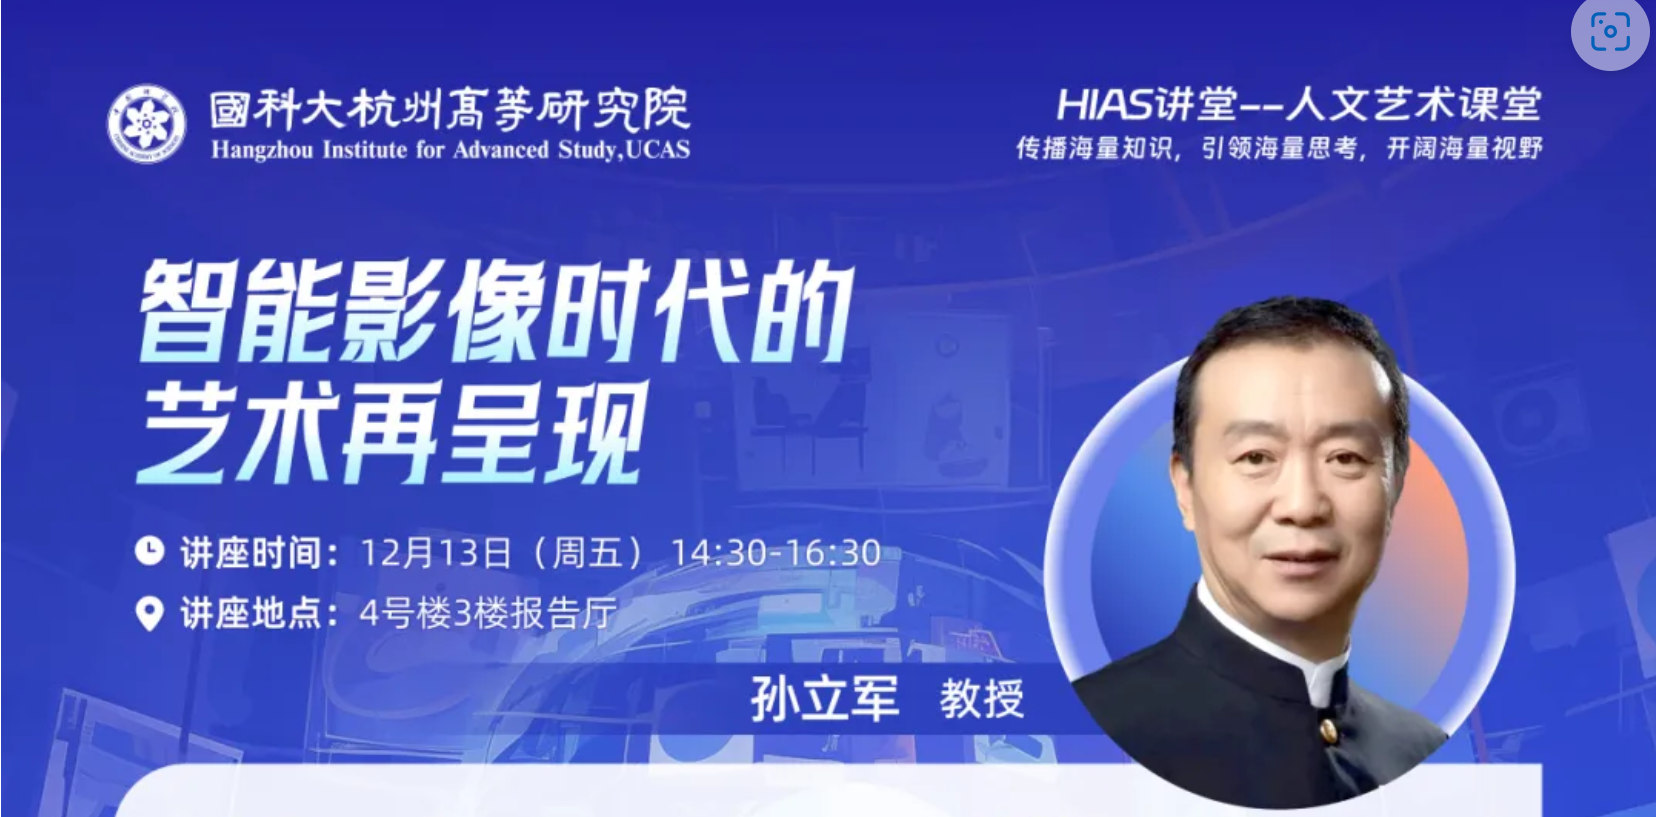 國科大杭州高等研究院
Hangzhou Institute for Advanced Study,UCAS
HIAS讲堂--人文艺术课堂
传播海量知识，引领海量思考，开阔海量视野
智能影像时代的
艺术再呈现
讲座时间：12月13日（周五） 14:30-16:30
讲座地点：4号楼3楼报告厅
孙立军 教授